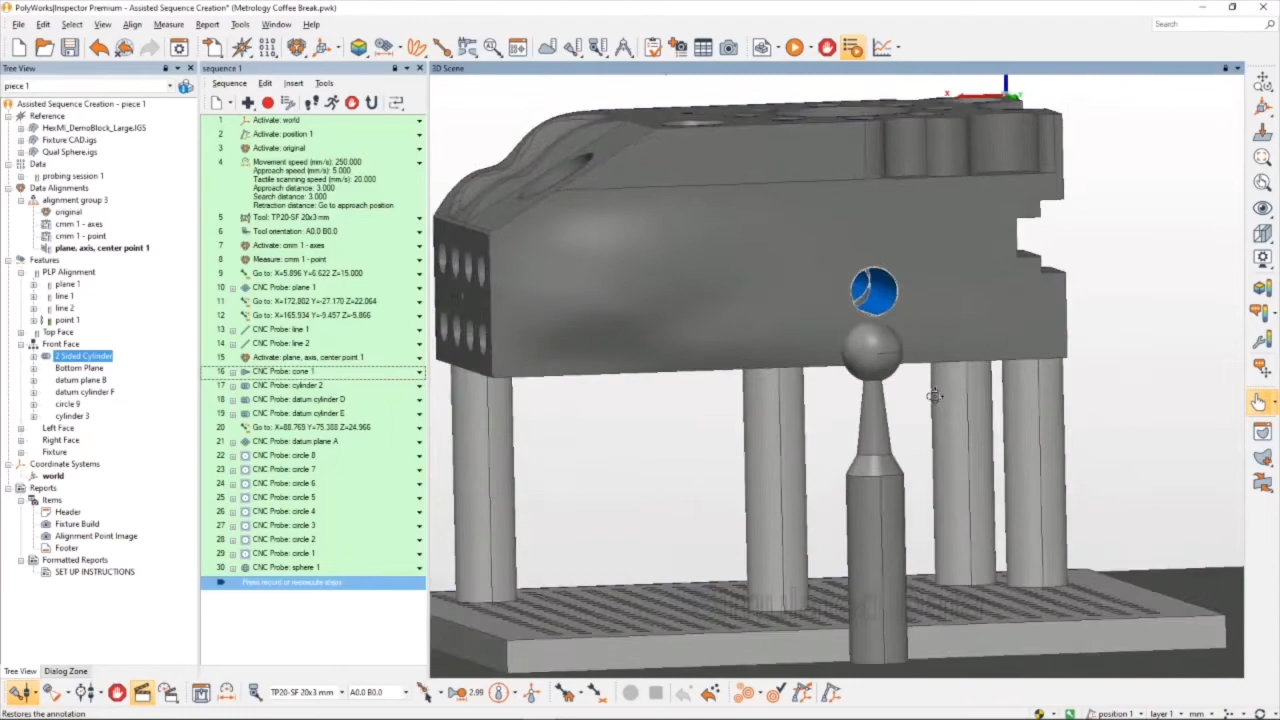 PolyWorks|Inspector Premium - Assisted Sequence Creation* (Metrology Coffee Break.pwk)
File Edit Select View Align Measure Report Tools Window Help
Search
Tree View
piece 1
Assisted Sequence Creation - piece 1
Reference
HexMI_DemoBlock_Large.IGS
Fixture CAD.igs
Qual Sphere.igs
Data
probing session 1
Data Alignments
alignment group 3
original
cmm 1 - axes
cmm 1 - point
plane, axis, center point 1
Features
PLP Alignment
plane 1
line 1
line 2
point 1
Top Face
Front Face
2 Sided Cylinder
Bottom Plane
datum plane B
datum cylinder F
circle 9
cylinder 3
Left Face
Right Face
Fixture
Coordinate Systems
world
Reports
Items
Header
Fixture Build
Alignment Point Image
Footer
Formatted Reports
SET UP INSTRUCTIONS
Tree View Dialog Zone
sequence 1
Sequence Edit Insert Tools
1 Activate: world
2 Activate: position 1
3 Activate: original
4 Movement speed (mm/s): 250.000
Approach speed (mm/s): 5.000
Tactile scanning speed (mm/s): 20.000
Approach distance: 3.000
Search distance: 3.000
Retraction distance: Go to approach position
5 Tool: TP20-SF 20x3 mm
6 Tool orientation: A0.0 B0.0
7 Activate: cmm 1 - axes
8 Measure: cmm 1 - point
9 Go to: X=5.896 Y=6.622 Z=15.000
10 CNC Probe: plane 1
11 Go to: X=172.802 Y=-27.170 Z=22.064
12 Go to: X=165.934 Y=-9.457 Z=-5.866
13 CNC Probe: line 1
14 CNC Probe: line 2
15 Activate: plane, axis, center point 1
16 CNC Probe: cone 1
17 CNC Probe: cylinder 2
18 CNC Probe: datum cylinder D
19 CNC Probe: datum cylinder E
20 Go to: X=88.769 Y=75.388 Z=24.966
21 CNC Probe: datum plane A
22 CNC Probe: circle 8
23 CNC Probe: circle 7
24 CNC Probe: circle 6
25 CNC Probe: circle 5
26 CNC Probe: circle 4
27 CNC Probe: circle 3
28 CNC Probe: circle 2
29 CNC Probe: circle 1
30 CNC Probe: sphere 1
Press record or reexecute steps
3D Scene
X
TP20-SF 20x3 mm A0.0 B0.0 2.99
Restores the annotation
position 1 layer 1 mm